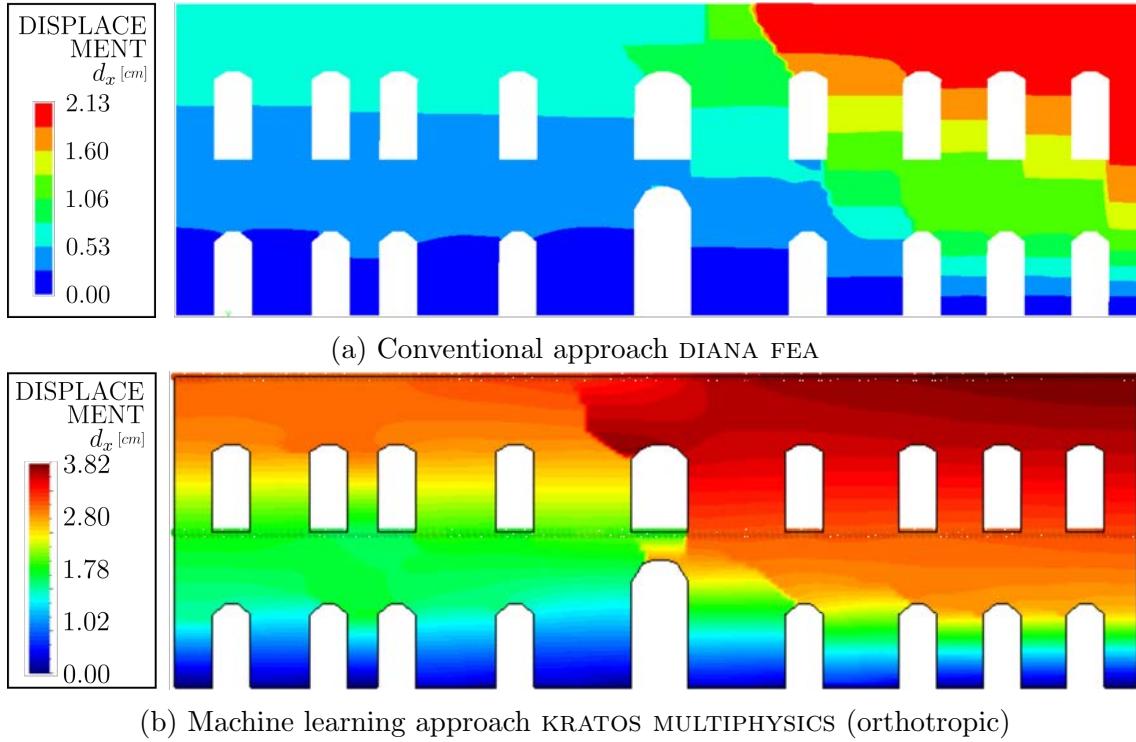 DISPLACE
MENT
dₓ [cm]
2.13
1.60
1.06
0.53
0.00
(a) Conventional approach DIANA FEA
DISPLACE
MENT
dₓ [cm]
3.82
2.80
1.78
1.02
0.00
(b) Machine learning approach KRATOS MULTIPHYSICS (orthotropic)